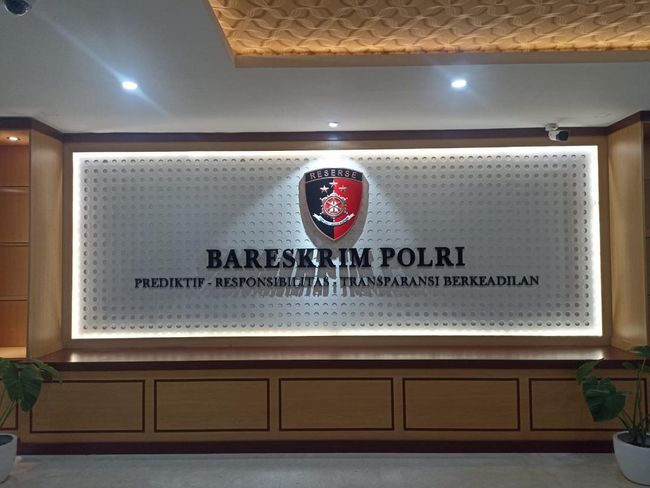 RESERSE
BARESKRIM POLRI
PREDIKTIF - RESPONSIBILITAS - TRANSPARANSI BERKEADILAN